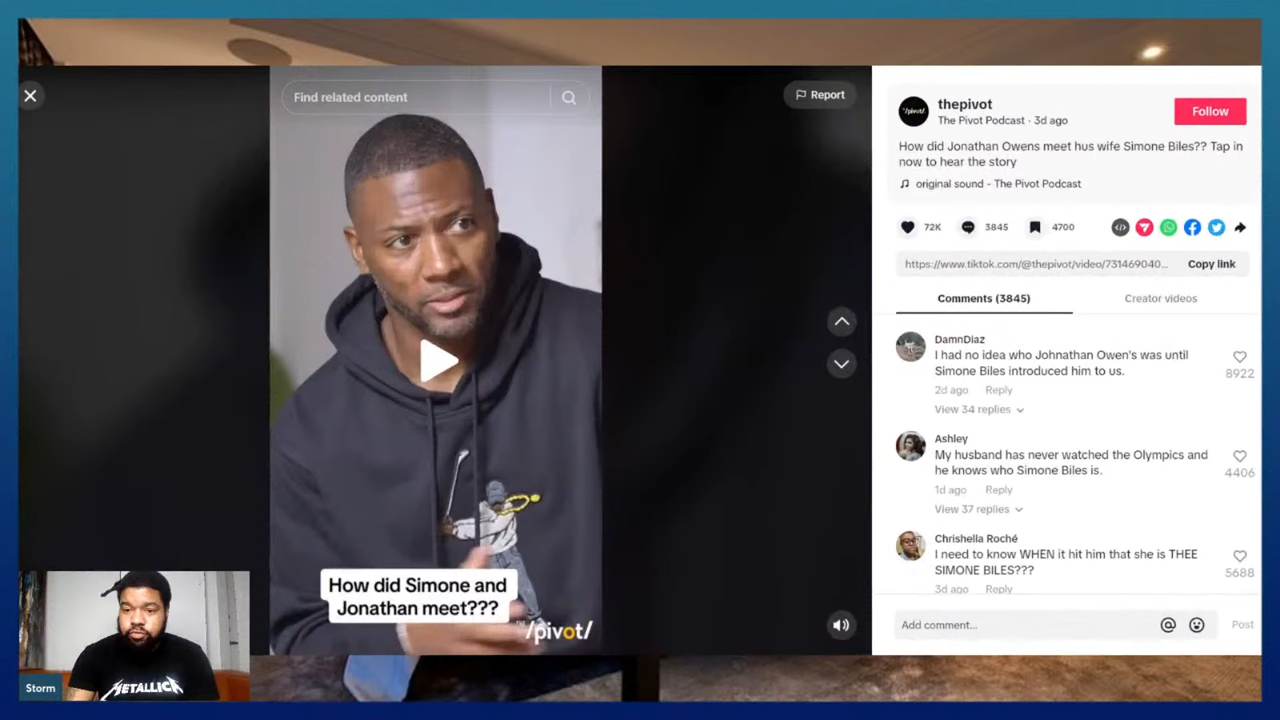 Find related content
Report
How did Simone and
Jonathan meet???
/pivot/
Storm
METALLICA
/pivot/
thepivot
The Pivot Podcast · 3d ago
Follow
How did Jonathan Owens meet hus wife Simone Biles?? Tap in
now to hear the story
original sound - The Pivot Podcast
72K
3845
4700
https://www.tiktok.com/@thepivot/video/731469040...
Copy link
Comments (3845)
Creator videos
DamnDiaz
I had no idea who Johnathan Owen's was until
Simone Biles introduced him to us.
8922
2d ago Reply
View 34 replies
Ashley
My husband has never watched the Olympics and
he knows who Simone Biles is.
4406
1d ago Reply
View 37 replies
Chrishella Roché
I need to know WHEN it hit him that she is THEE
SIMONE BILES???
5688
3d ago Reply
Add comment...
Post